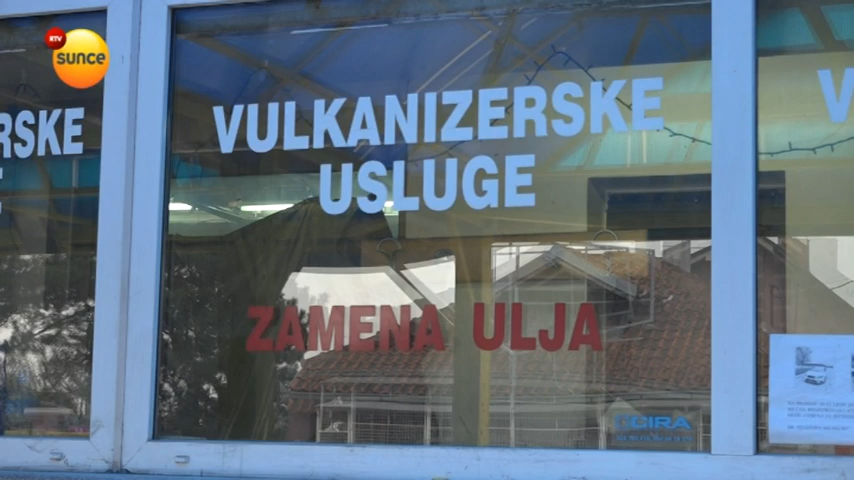 RTV
sunce
VULKANIZERSKE
USLUGE
ZAMENA ULJA
GIRA
RSKE
V